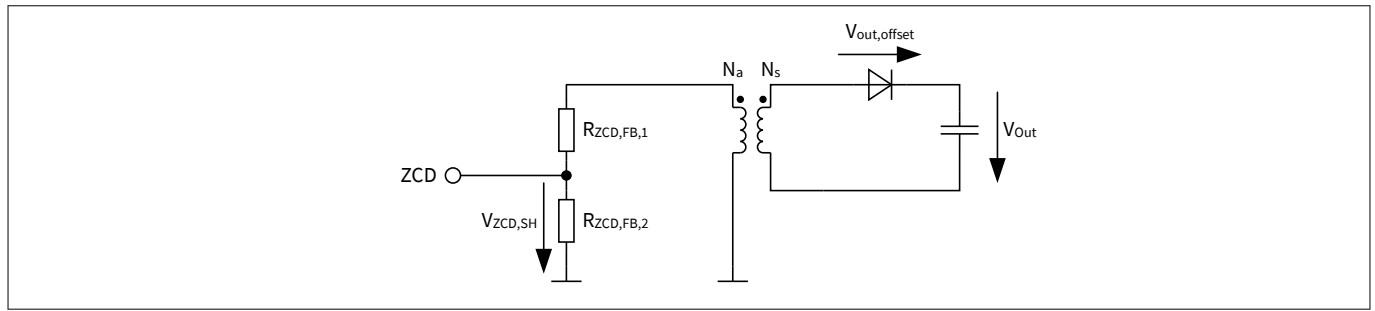 Vout,offset
Na Ns
RZCD,FB,1
VOut
ZCD
VZCD,SH
RZCD,FB,2